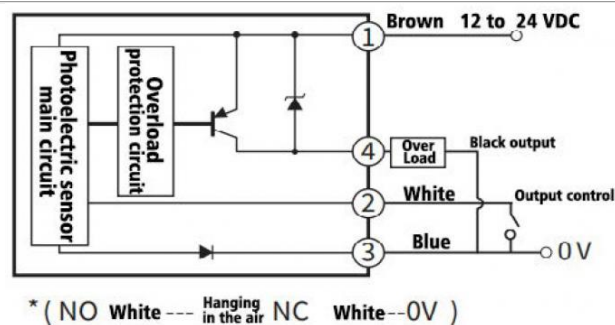 1 Brown 12 to 24 VDC
Photoelectric sensor
main circuit
Overload
protection circuit
4 Over
Load Black output
2 White Output control
3 Blue 0 V
* ( NO White --- Hanging
in the air NC White--0V )